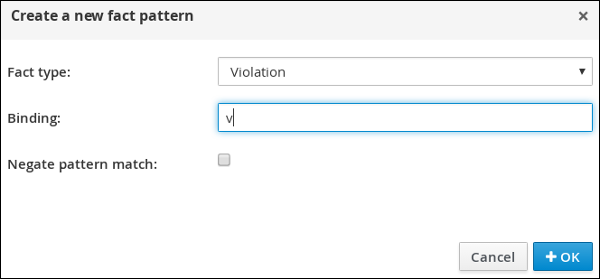 Create a new fact pattern ×
Fact type: Violation
Binding: v
Negate pattern match:
Cancel + OK